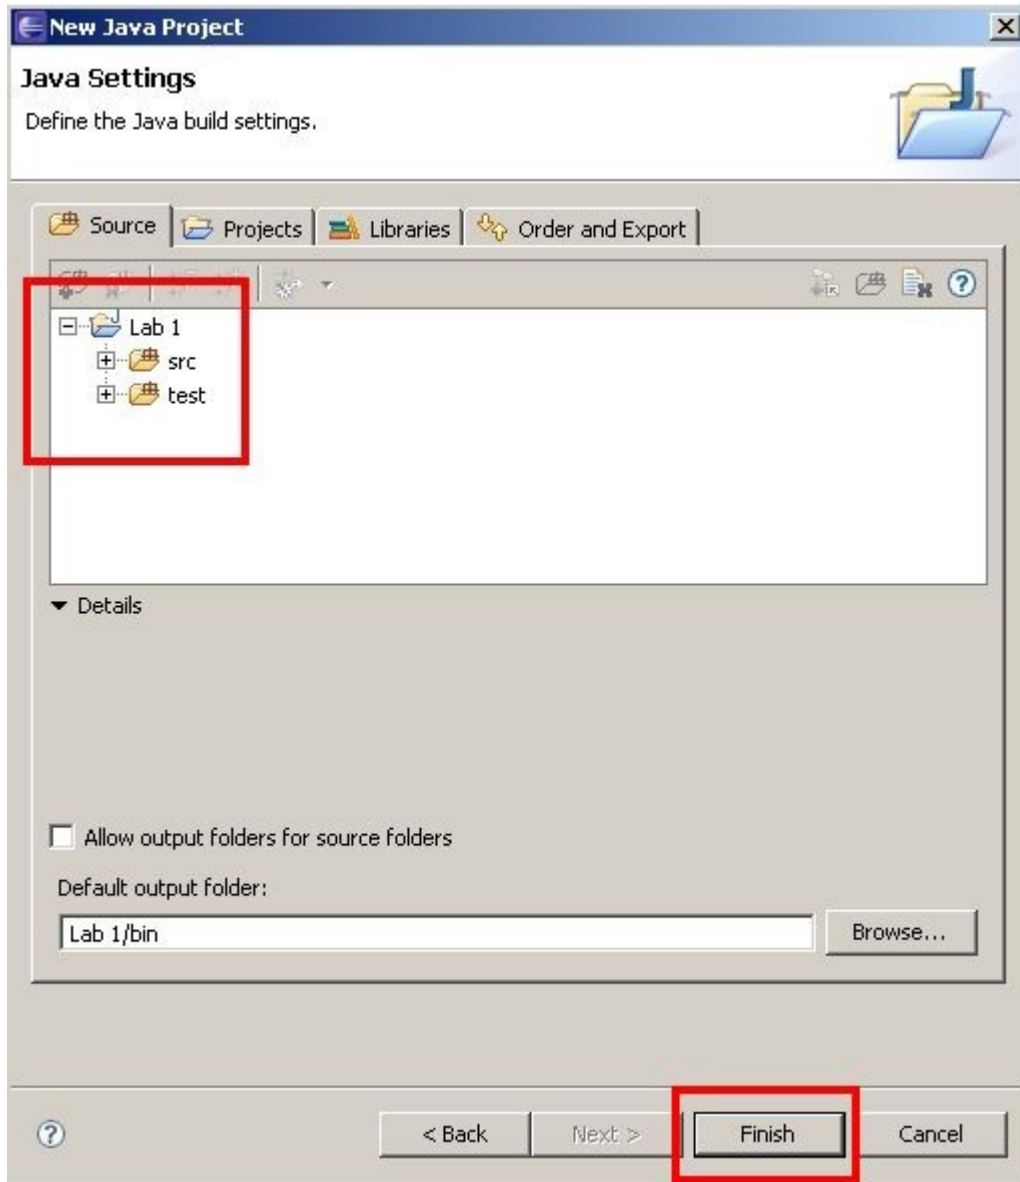 New Java Project
Java Settings
Define the Java build settings.
Source Projects Libraries Order and Export
Lab 1
src
test
Details
Allow output folders for source folders
Default output folder:
Lab 1/bin Browse...
< Back Next > Finish Cancel